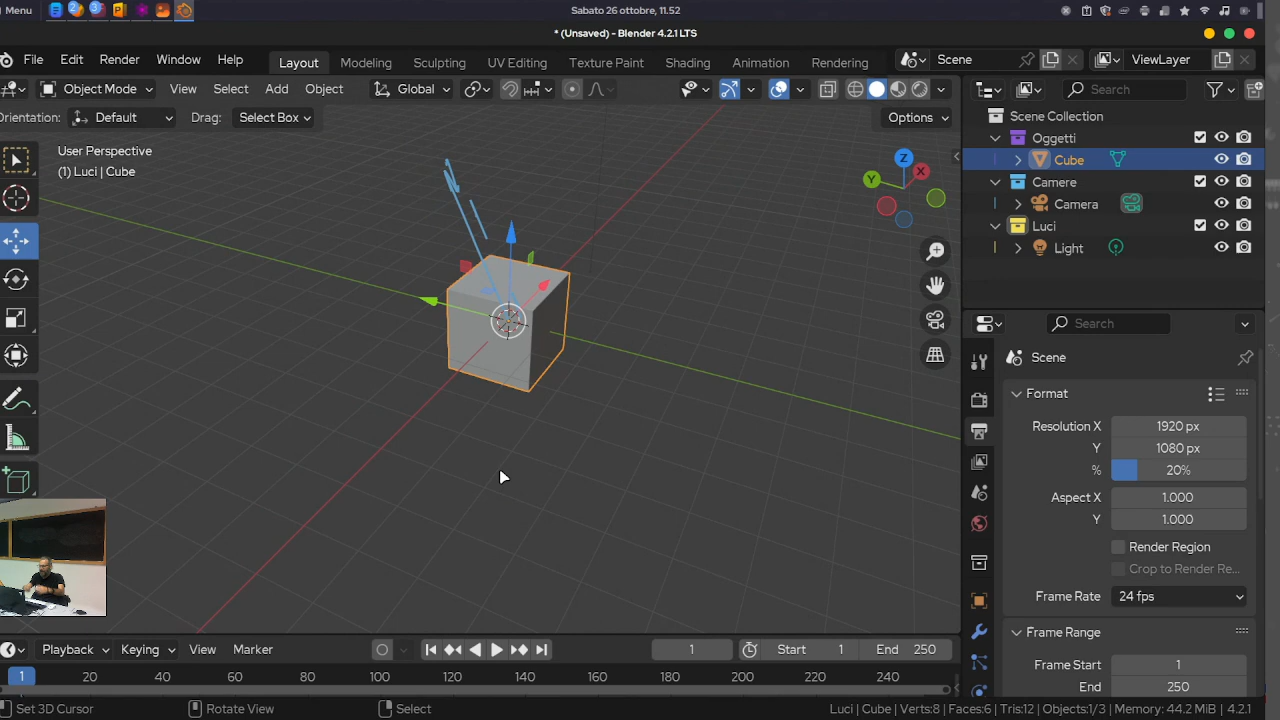 Menu
2
3
Sabato 26 ottobre, 11.52
* (Unsaved) - Blender 4.2.1 LTS
File Edit Render Window Help
Layout Modeling Sculpting UV Editing Texture Paint Shading Animation Rendering
Scene
ViewLayer
Object Mode View Select Add Object Global
Search
Orientation: Default Drag: Select Box Options
User Perspective
(1) Luci | Cube
Z
X
Y
Scene Collection
Oggetti
Cube
Camere
Camera
Luci
Light
Search
Scene
Format
Resolution X 1920 px
Y 1080 px
% 20%
Aspect X 1.000
Y 1.000
Render Region
Crop to Render Re...
Frame Rate 24 fps
Frame Range
Frame Start 1
End 250
Playback Keying View Marker 1 Start 1 End 250
1 20 40 60 80 100 120 140 160 180 200 220 240
Set 3D Cursor Rotate View Select Luci | Cube | Verts:8 | Faces:6 | Tris:12 | Objects:1/3 | Memory: 44.2 MiB | 4.2.1